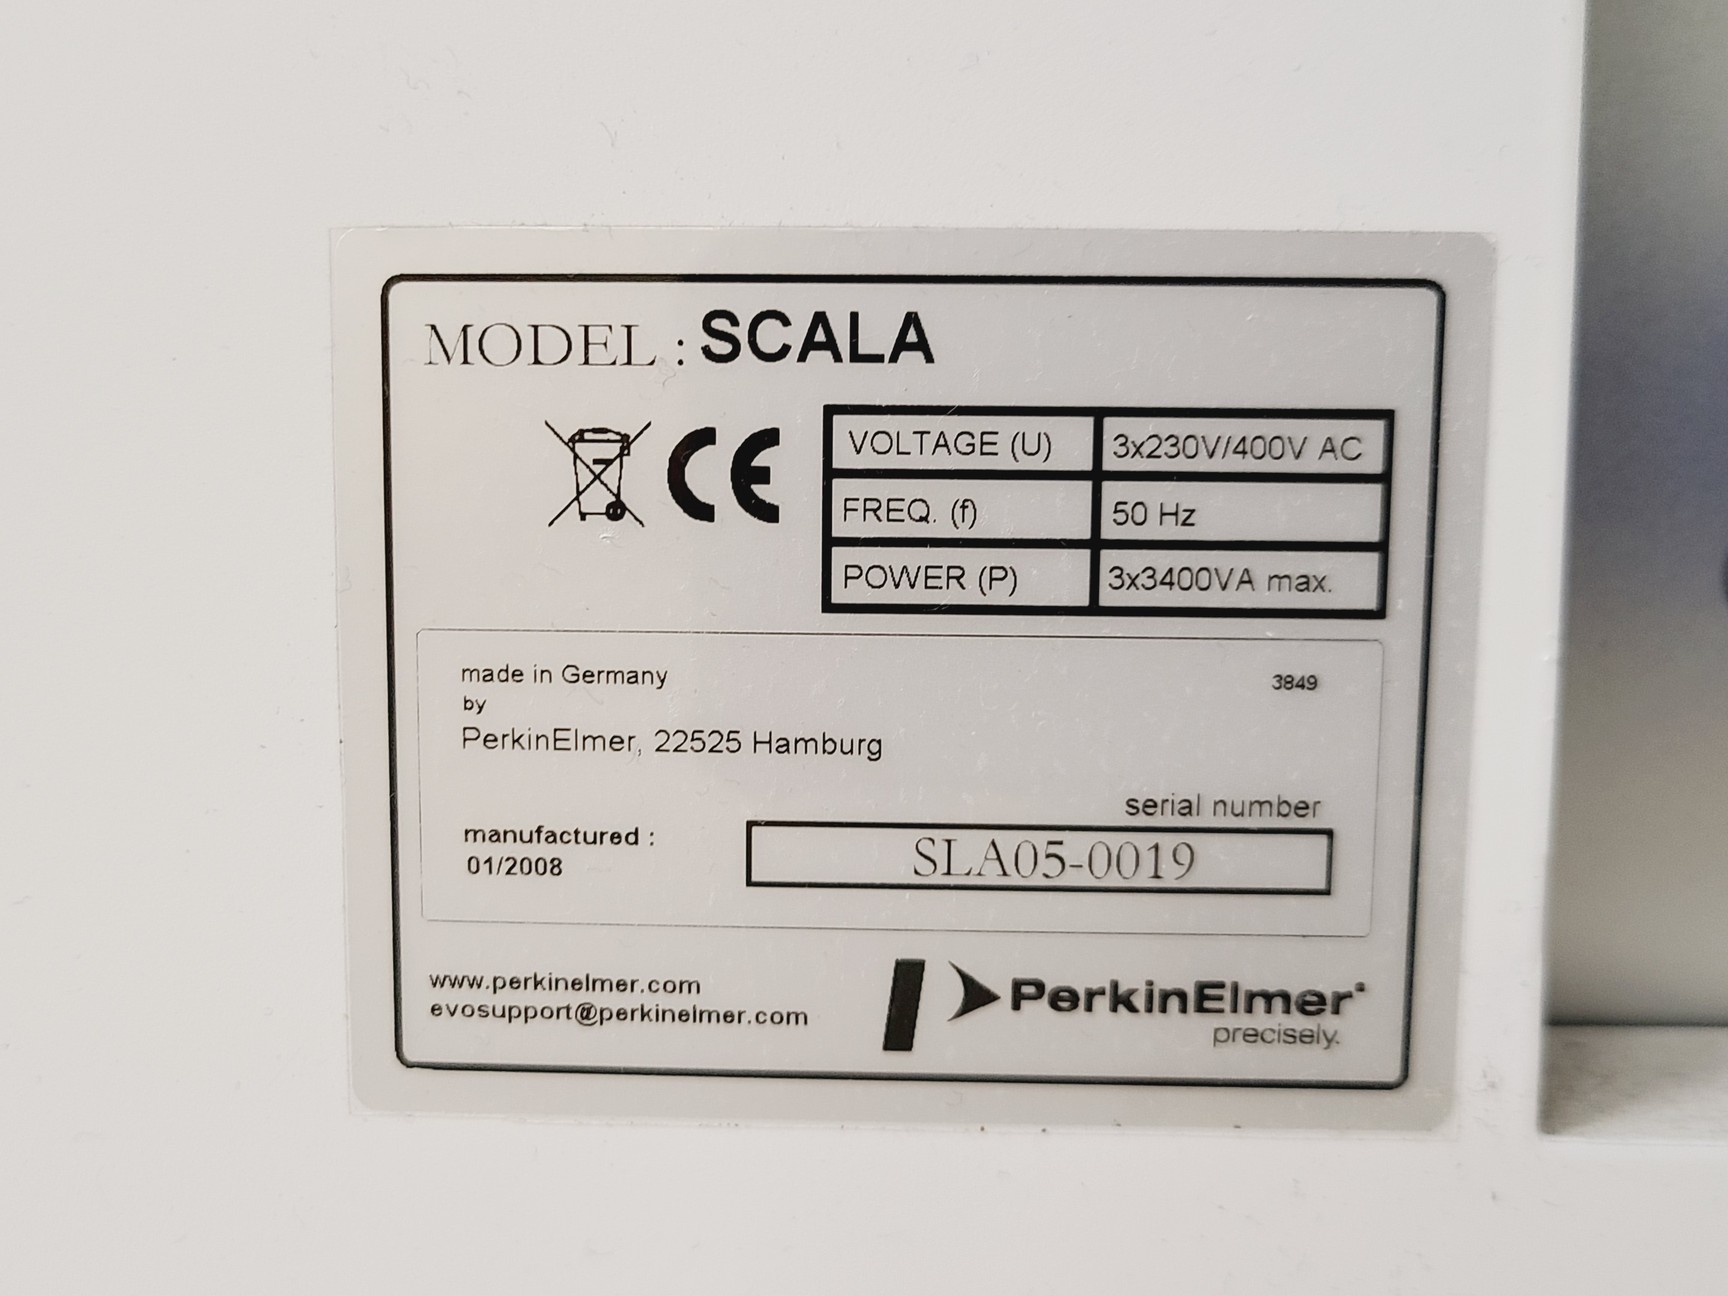 MODEL : SCALA
CE
VOLTAGE (U) 3x230V/400V AC
FREQ. (f) 50 Hz
POWER (P) 3x3400VA max.
made in Germany
3849
by
PerkinElmer, 22525 Hamburg
serial number
manufactured :
01/2008
SLA05-0019
www.perkinelmer.com
evosupport@perkinelmer.com
PerkinElmer®
precisely.